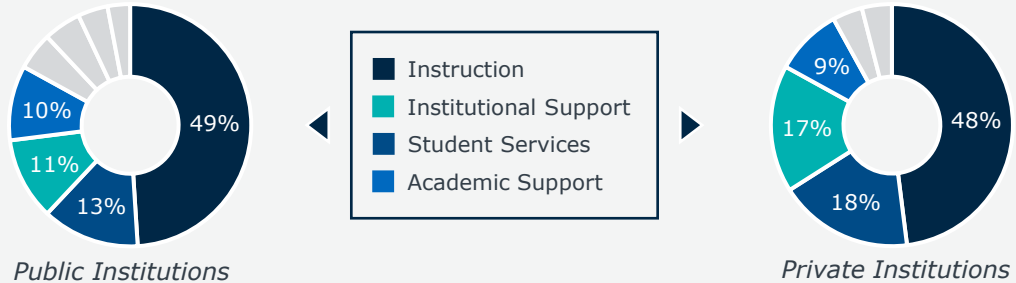 49%
13%
11%
10%
Public Institutions
Instruction
Institutional Support
Student Services
Academic Support
48%
18%
17%
9%
Private Institutions